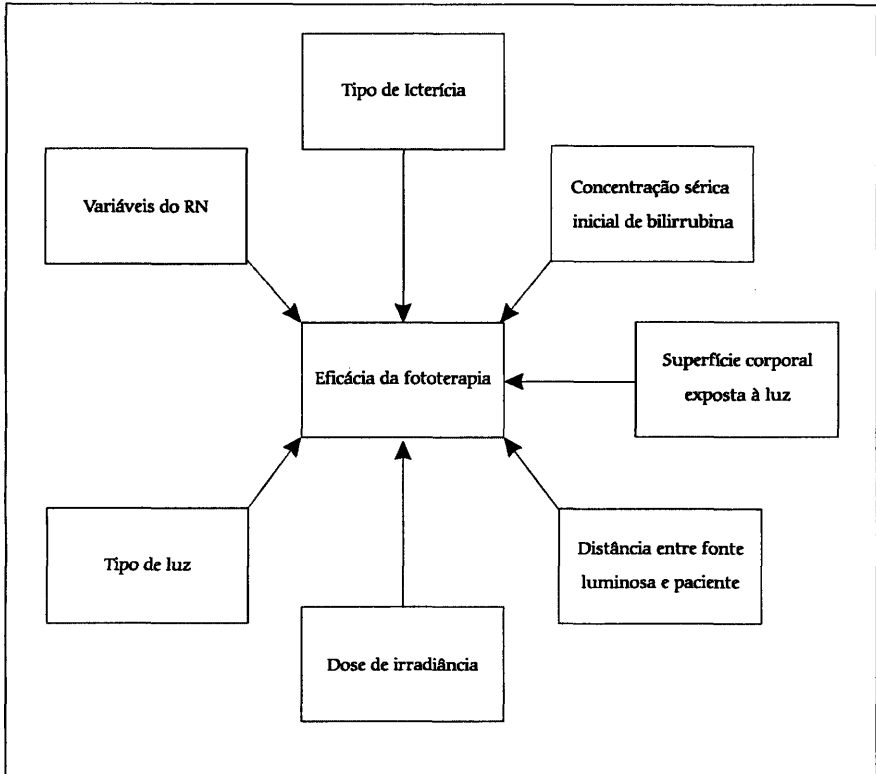 Tipo de Icterícia
Variáveis do RN
Concentração sérica
inicial de bilirrubina
Eficácia da fototerapia
Superfície corporal
exposta à luz
Tipo de luz
Distância entre fonte
luminosa e paciente
Dose de irradiância